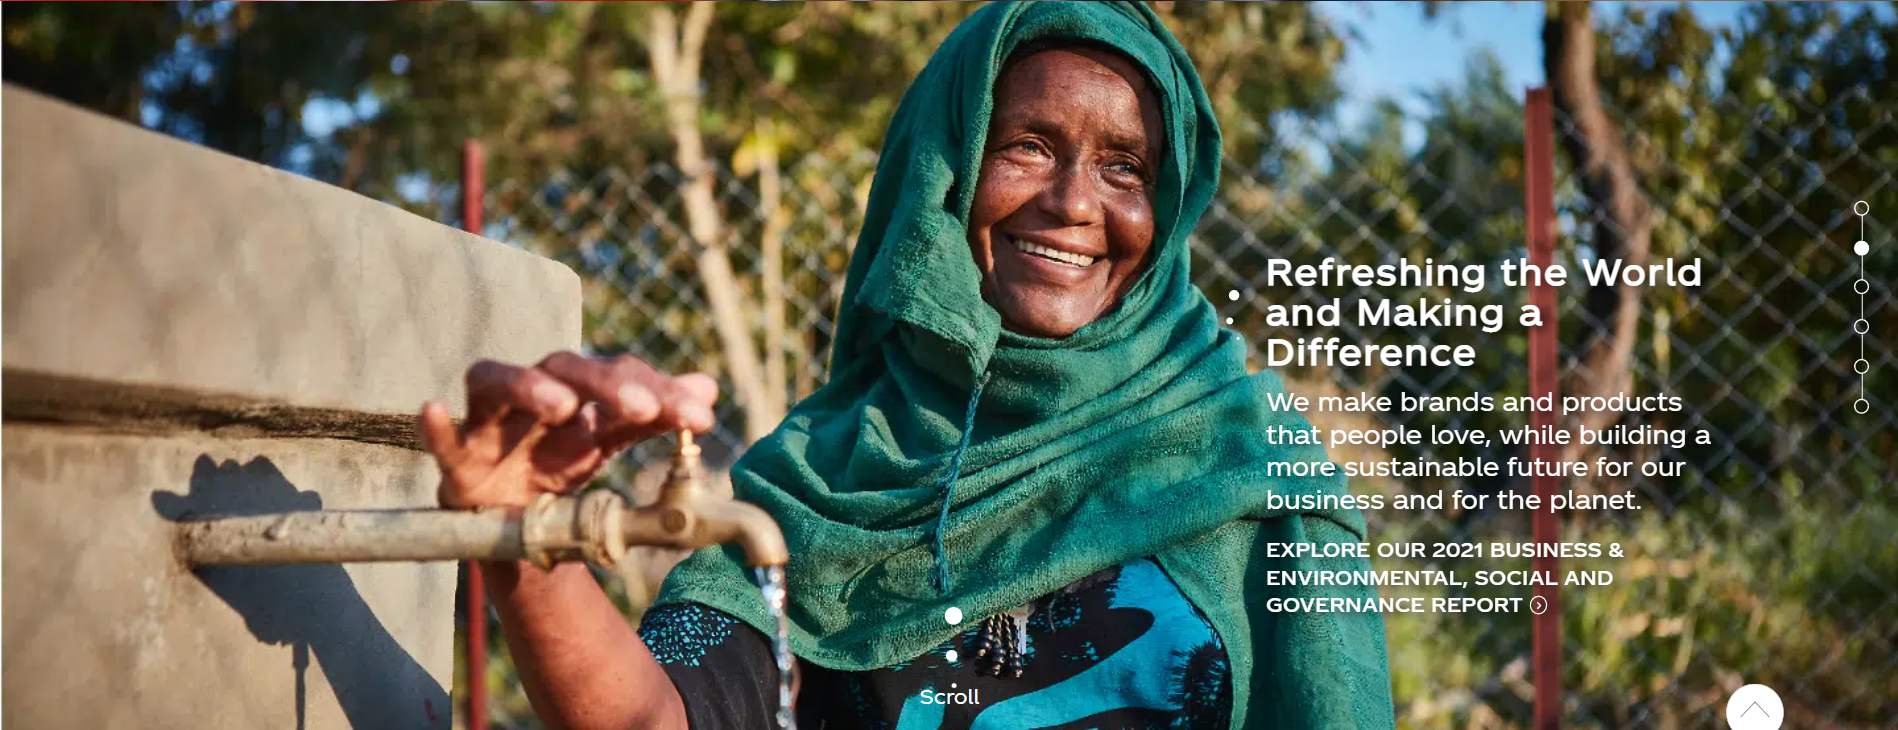 Refreshing the World
and Making a
Difference
We make brands and products
that people love, while building a
more sustainable future for our
business and for the planet.
EXPLORE OUR 2021 BUSINESS &
ENVIRONMENTAL, SOCIAL AND
GOVERNANCE REPORT
Scroll